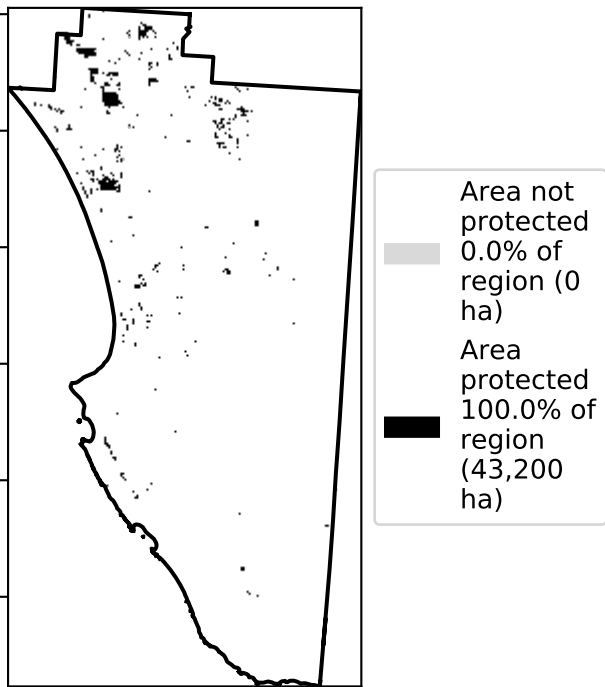 Area not
protected
0.0% of
region (0
ha)
Area
protected
100.0% of
region
(43,200
ha)